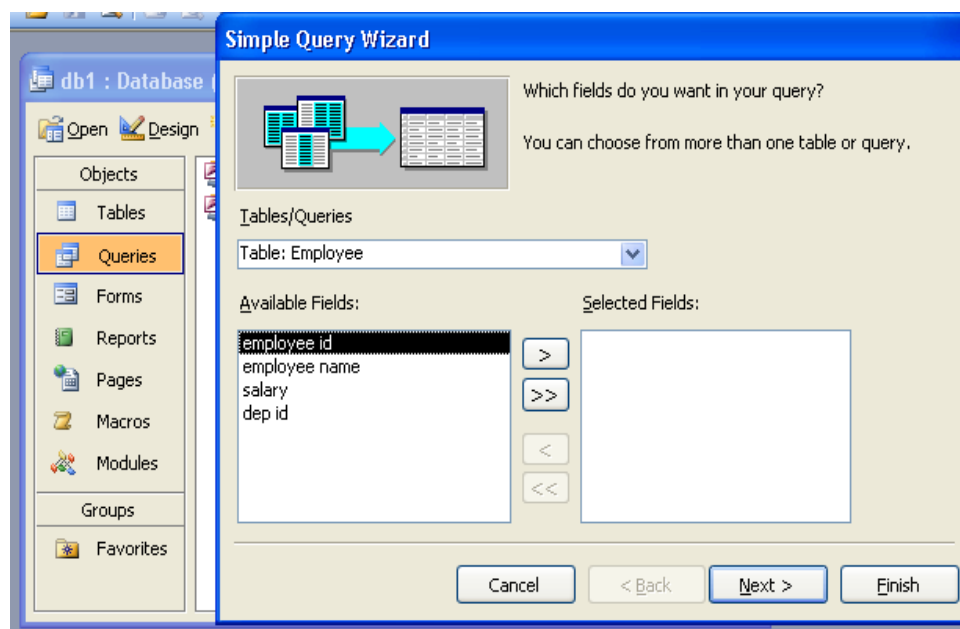 Simple Query Wizard
db1 : Database (
Open Design
Objects
Tables
Queries
Forms
Reports
Pages
Macros
Modules
Groups
Favorites
Which fields do you want in your query?
You can choose from more than one table or query.
Tables/Queries
Table: Employee
Available Fields:
Selected Fields:
employee id
employee name
salary
dep id
>
>>
<
<<
Cancel < Back Next > Finish